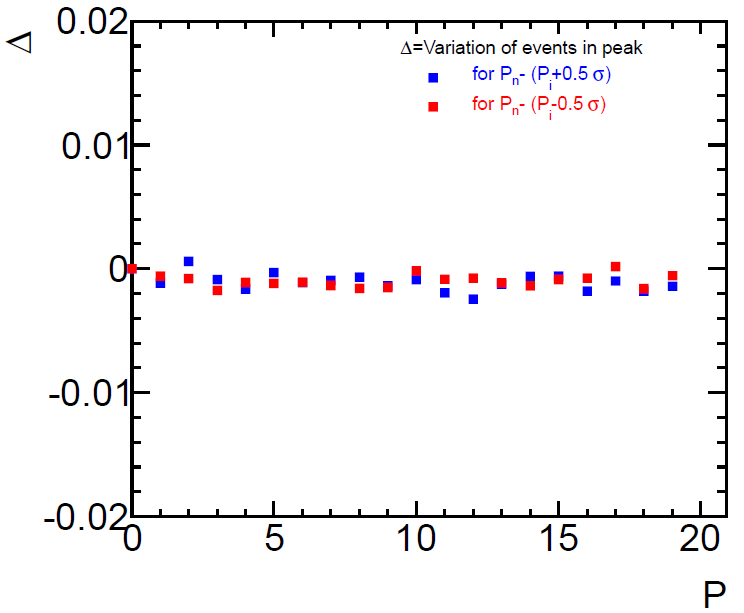 Δ
0.02
0.01
0
-0.01
-0.02
Δ=Variation of events in peak
for Pn- (Pi+0.5 σ)
for Pn- (Pi-0.5 σ)
0 5 10 15 20
P